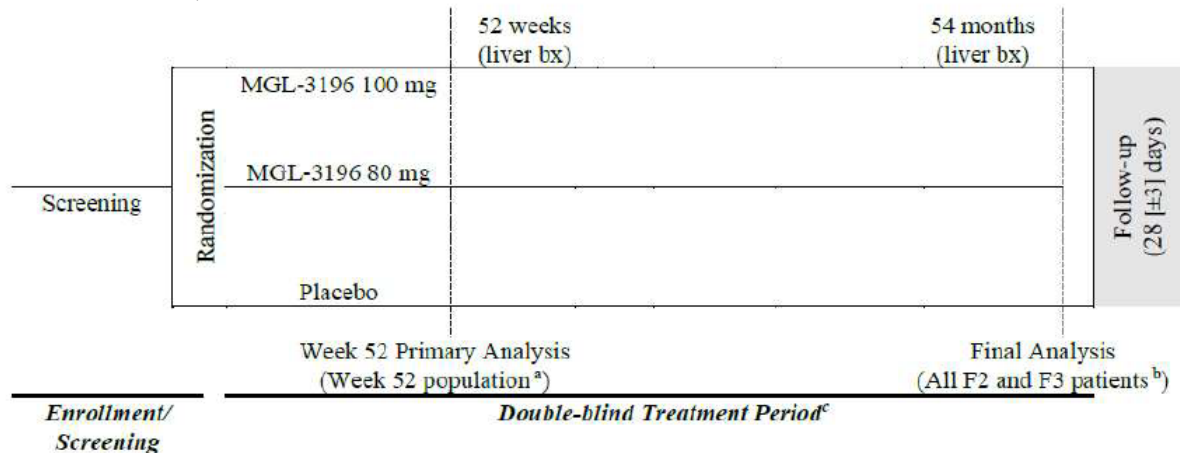 52 weeks
(liver bx)
54 months
(liver bx)
MGL-3196 100 mg
Randomization
MGL-3196 80 mg
Screening
Placebo
Follow-up
(28 [±3] days)
Week 52 Primary Analysis
(Week 52 population a)
Final Analysis
(All F2 and F3 patients b)
Enrollment/
Screening
Double-blind Treatment Period c